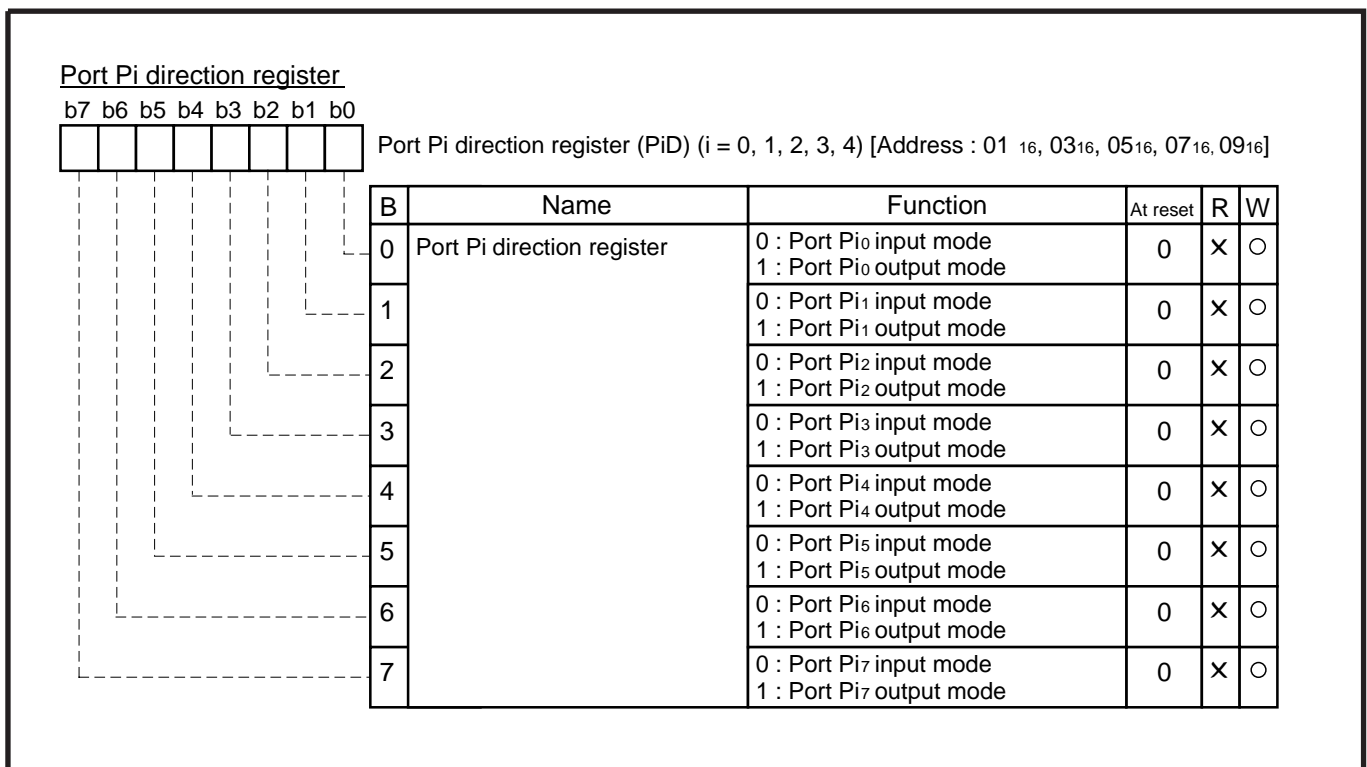 Port Pi direction register
b7 b6 b5 b4 b3 b2 b1 b0
Port Pi direction register (PiD) (i = 0, 1, 2, 3, 4) [Address : 01 16, 0316, 0516, 0716, 0916]
B Name Function At reset R W
0 Port Pi direction register 0 : Port Pi0 input mode 0 × ○
1 : Port Pi0 output mode
1 0 : Port Pi1 input mode 0 × ○
1 : Port Pi1 output mode
2 0 : Port Pi2 input mode 0 × ○
1 : Port Pi2 output mode
3 0 : Port Pi3 input mode 0 × ○
1 : Port Pi3 output mode
4 0 : Port Pi4 input mode 0 × ○
1 : Port Pi4 output mode
5 0 : Port Pi5 input mode 0 × ○
1 : Port Pi5 output mode
6 0 : Port Pi6 input mode 0 × ○
1 : Port Pi6 output mode
7 0 : Port Pi7 input mode 0 × ○
1 : Port Pi7 output mode